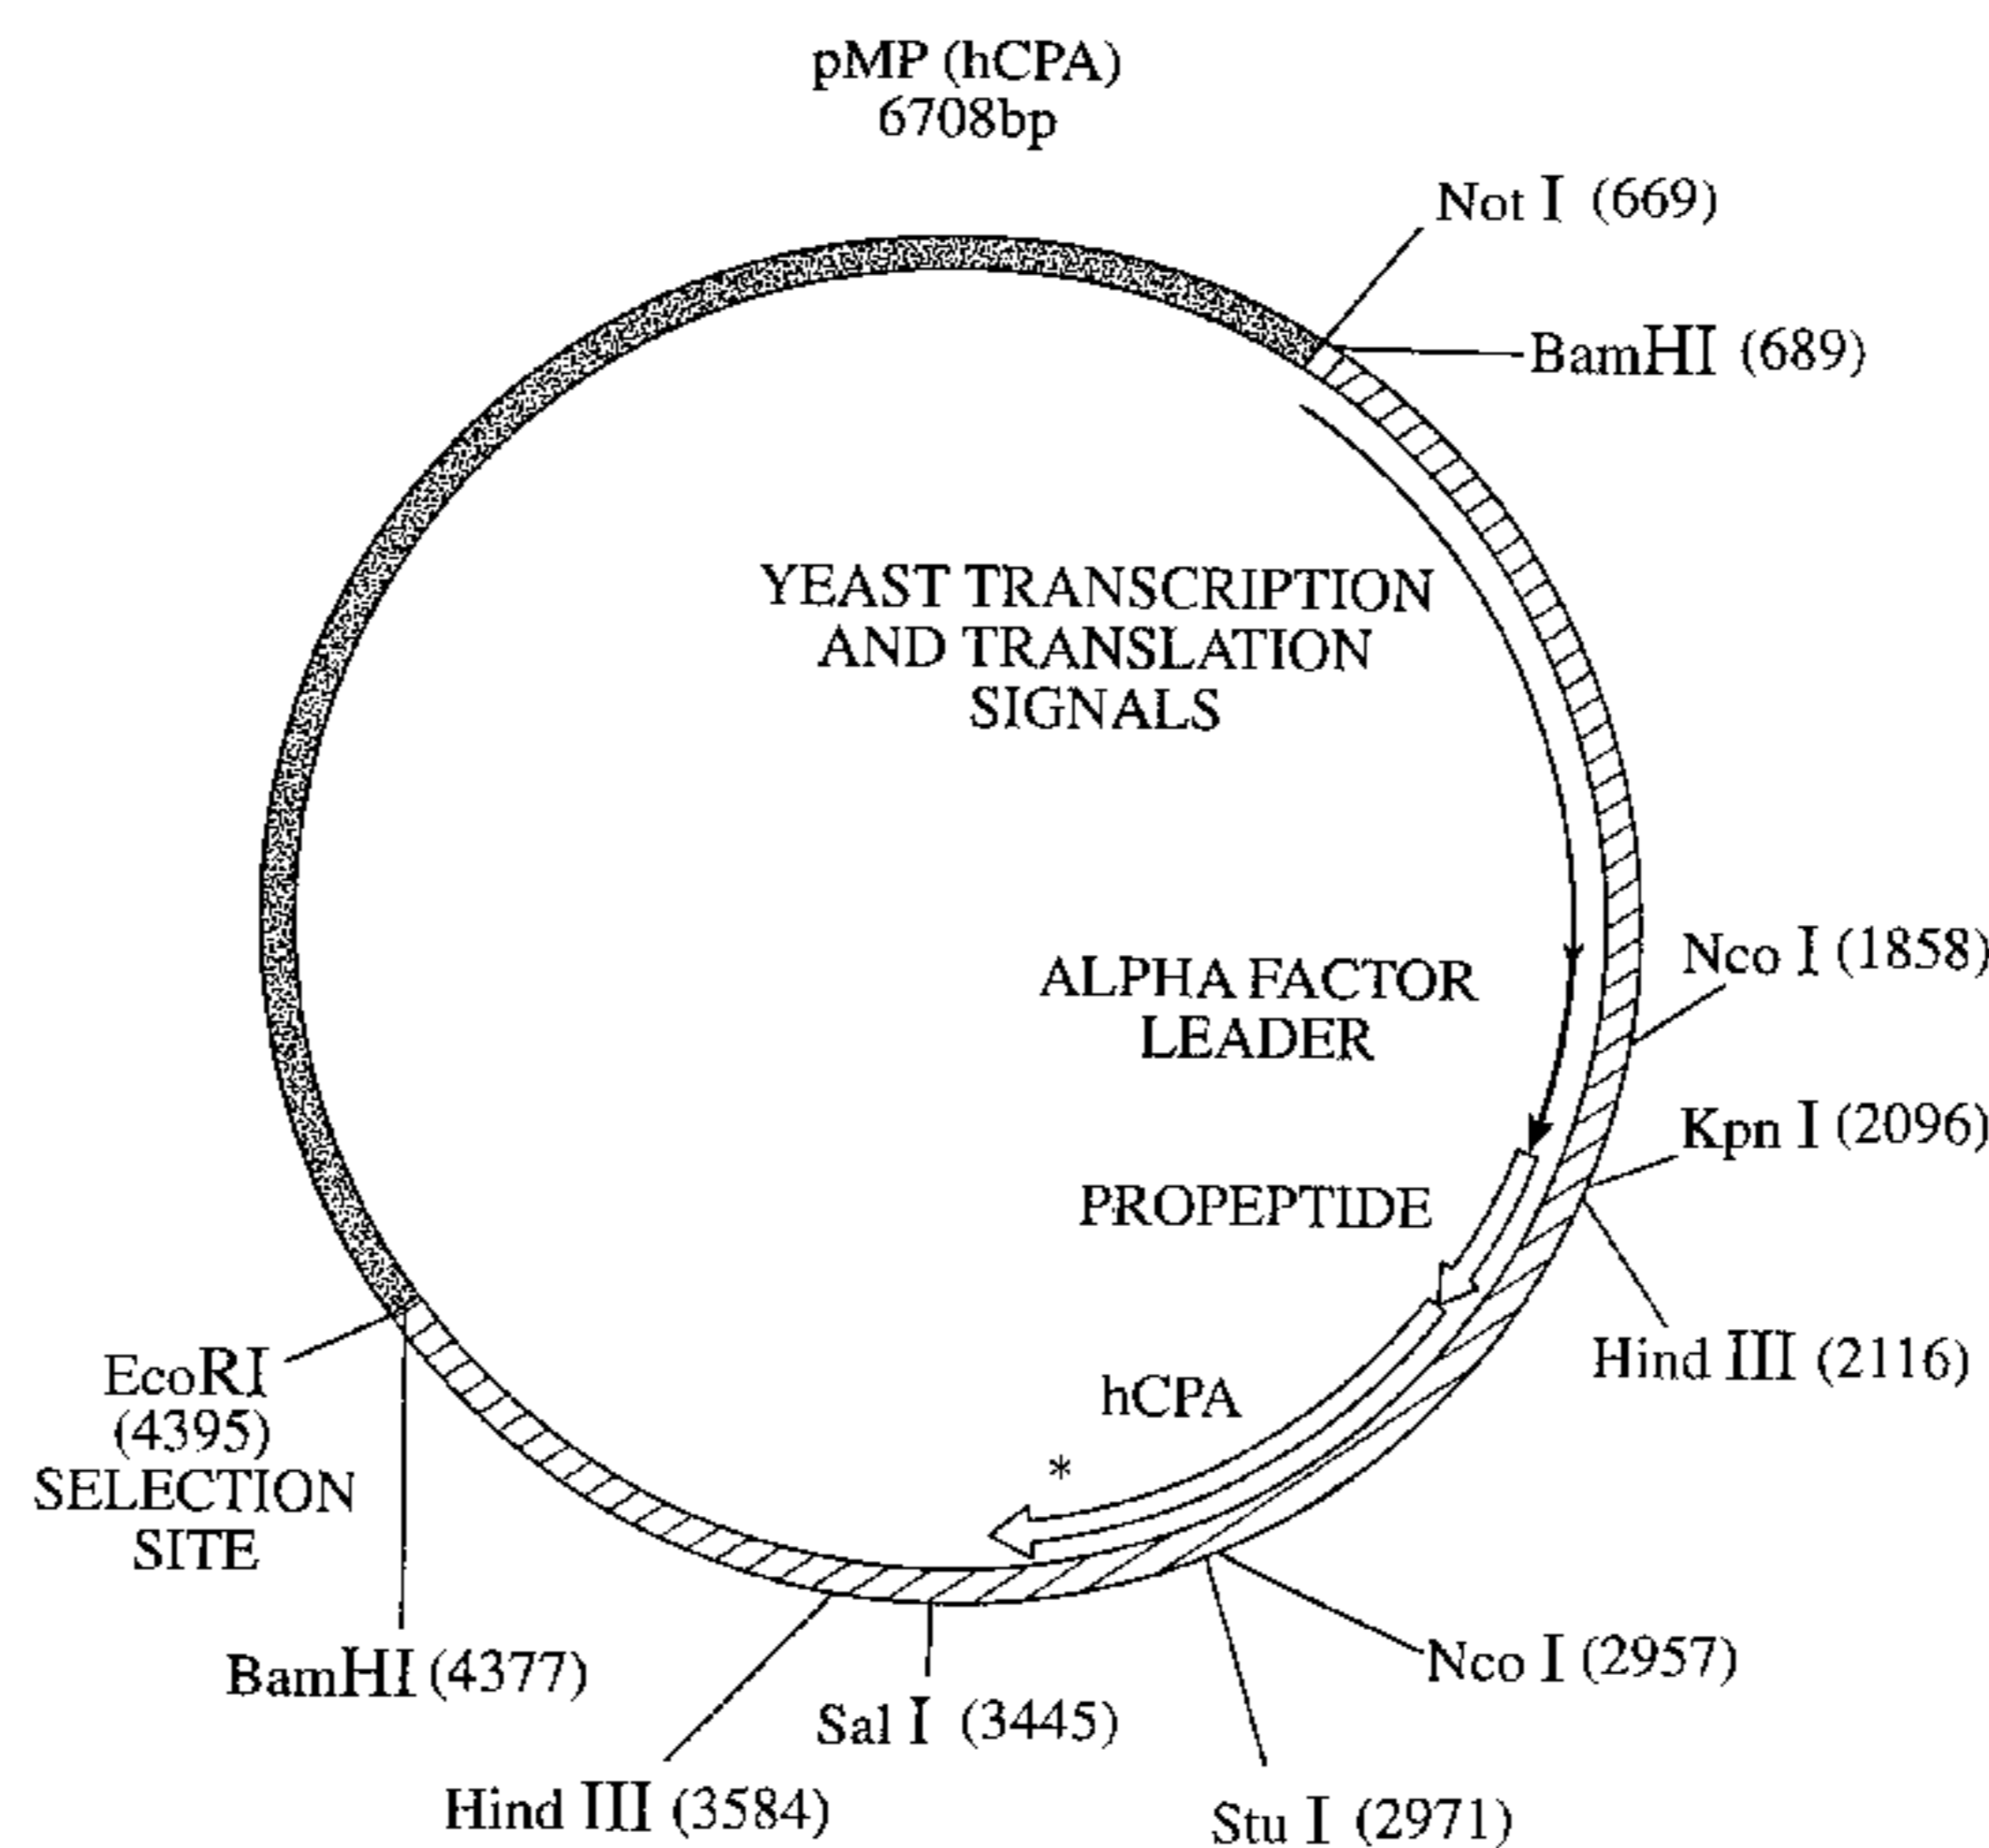 pMP (hCPA)
6708bp
Not I (669)
BamHI (689)
YEAST TRANSCRIPTION
AND TRANSLATION
SIGNALS
Nco I (1858)
ALPHA FACTOR
LEADER
Kpn I (2096)
PROPEPTIDE
Hind III (2116)
EcoRI
(4395)
SELECTION
SITE
hCPA
*
Nco I (2957)
BamHI (4377)
Sal I (3445)
Hind III (3584)
Stu I (2971)